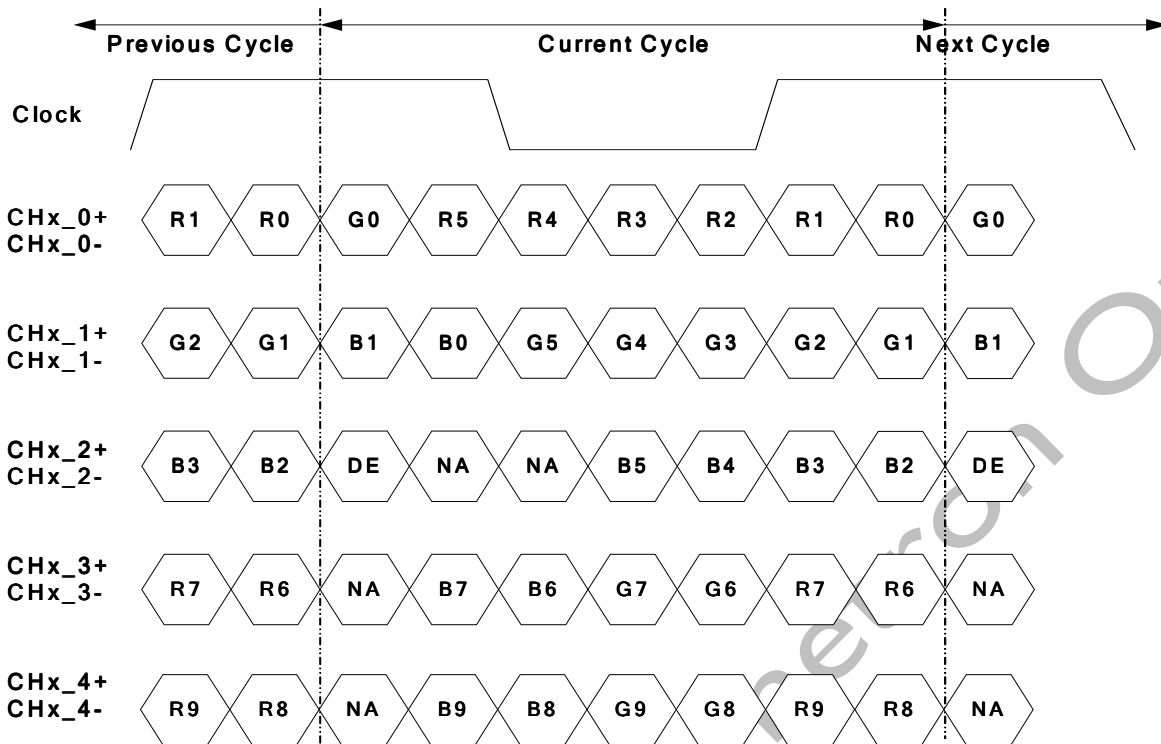 Previous Cycle Current Cycle Next Cycle
Clock
CHx_0+ R1 R0 G0 R5 R4 R3 R2 R1 R0 G0
CHx_0-
CHx_1+ G2 G1 B1 B0 G5 G4 G3 G2 G1 B1
CHx_1-
CHx_2+ B3 B2 DE NA NA B5 B4 B3 B2 DE
CHx_2-
CHx_3+ R7 R6 NA B7 B6 G7 G6 R7 R6 NA
CHx_3-
CHx_4+ R9 R8 NA B9 B8 G9 G8 R9 R8 NA
CHx_4-